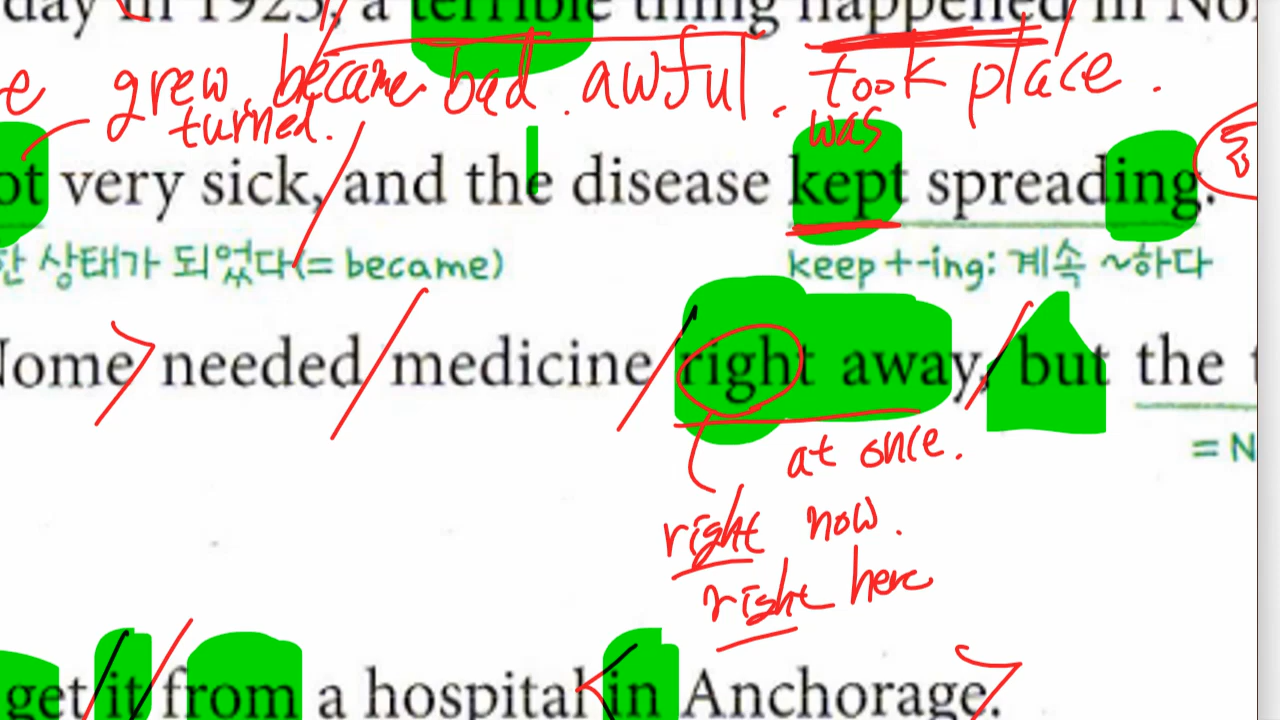 day in 1925, a terrible thing happened in No
e grew. became bad. awful. took place.
turned. was
ot very sick, and the disease kept spreading.
한 상태가 되었다(= became) keep +-ing: 계속 ~하다
Nome needed medicine right away, but the
= N
at once.
right now.
right here
get it from a hospital in Anchorage.